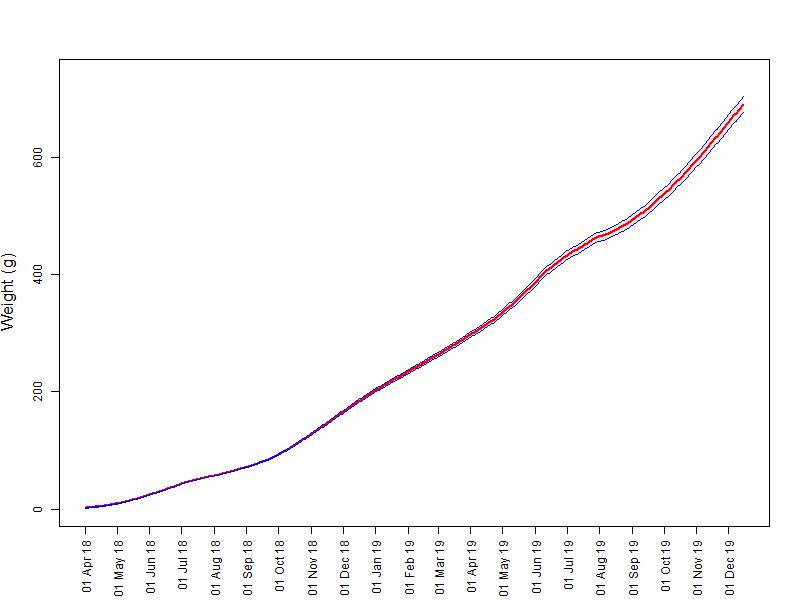 Weight (g)
600
400
200
0
01 Apr 18
01 May 18
01 Jun 18
01 Jul 18
01 Aug 18
01 Sep 18
01 Oct 18
01 Nov 18
01 Dec 18
01 Jan 19
01 Feb 19
01 Mar 19
01 Apr 19
01 May 19
01 Jun 19
01 Jul 19
01 Aug 19
01 Sep 19
01 Oct 19
01 Nov 19
01 Dec 19